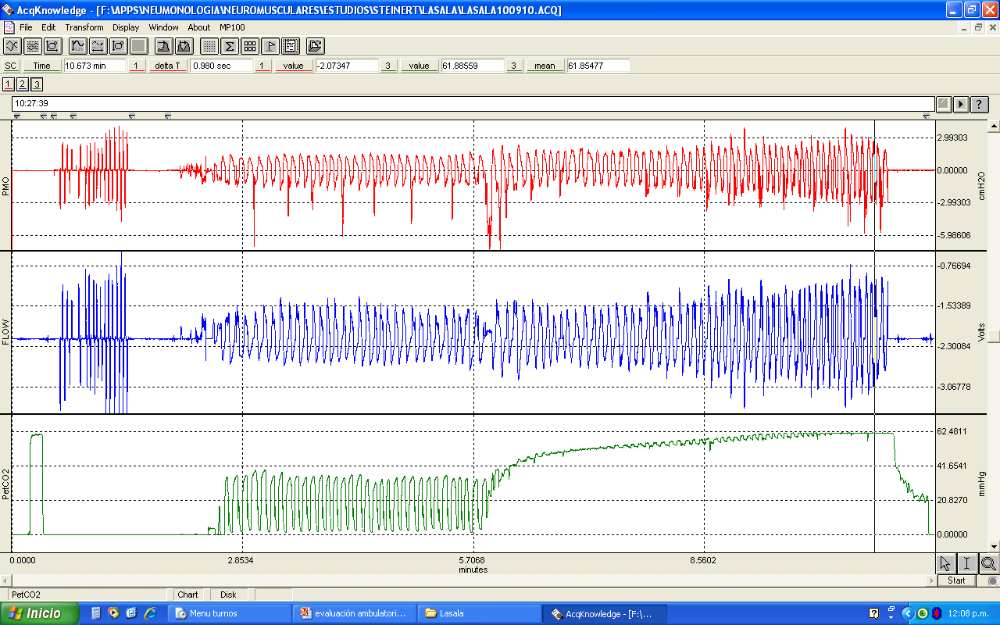 AcqKnowledge - [F:\APPS\NEUMONOLOGIA\NEUROMUSCULARES\ESTUDIOS\STEINERT\LASALA\LASALA100910.ACQ]
File Edit Transform Display Window About MP100
SC Time 10.673 min 1 delta T 0.980 sec 1 value -2.07347 3 value 61.88559 3 mean 61.85477
1 2 3
10:27:39 ?
PMO
2.99303
0.00000
-2.99303
-5.98606
cmH2O
FLOW
-0.76694
-1.53389
-2.30084
-3.06778
Volts
PetCO2
62.4811
41.6541
20.8270
0.00000
mmHg
0.0000 2.8534 5.7068 8.5602
minutes
Start
PetCO2 Chart Disk
Inicio Menu turnos evaluación ambulatori... Lasala AcqKnowledge - [F:\... 12:08 p.m.